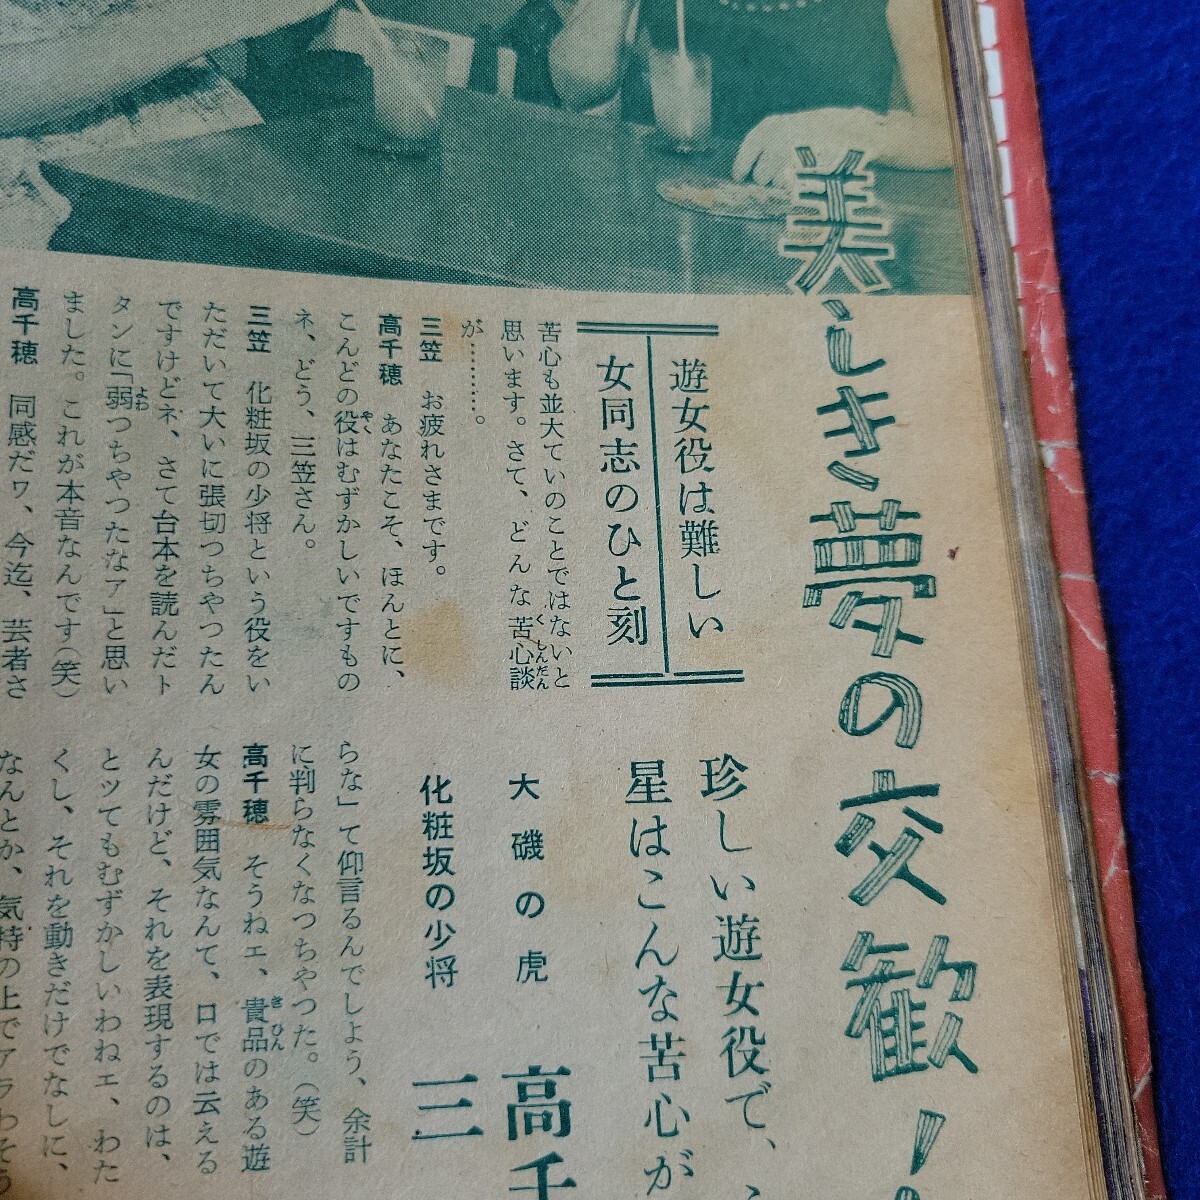 美しき夢の交歓!
珍しい遊女役で、
星はこんな苦心が
大磯の虎 高千
化粧坂の少将 三
遊女役は難しい
女同志のひと刻
苦心も並大ていのことではないと
思います。さて、どんな苦心談
が………。
三笠 お疲れさまです。
高千穂 あなたこそ、ほんとに、
こんどの役はむずかしいですもの
ネ、どう、三笠さん。
三笠 化粧坂の少将という役をい
ただいて大いに張切つちやつたん
ですけどネ、さて台本を読んだト
タンに「弱つちやつたなア」と思い
ました。これが本音なんです(笑)
高千穂 同感だワ、今迄、芸者さ
らな」て仰言るんでしよう、余計
に判らなくなつちやつた。(笑)
高千穂 そうねェ、貴品のある遊
女の雰囲気なんて、口では云える
んだけど、それを表現するのは、
とツてもむずかしいわねェ、わた
くし、それを動きだけでなしに、
なんとか、気持の上でアラわそう